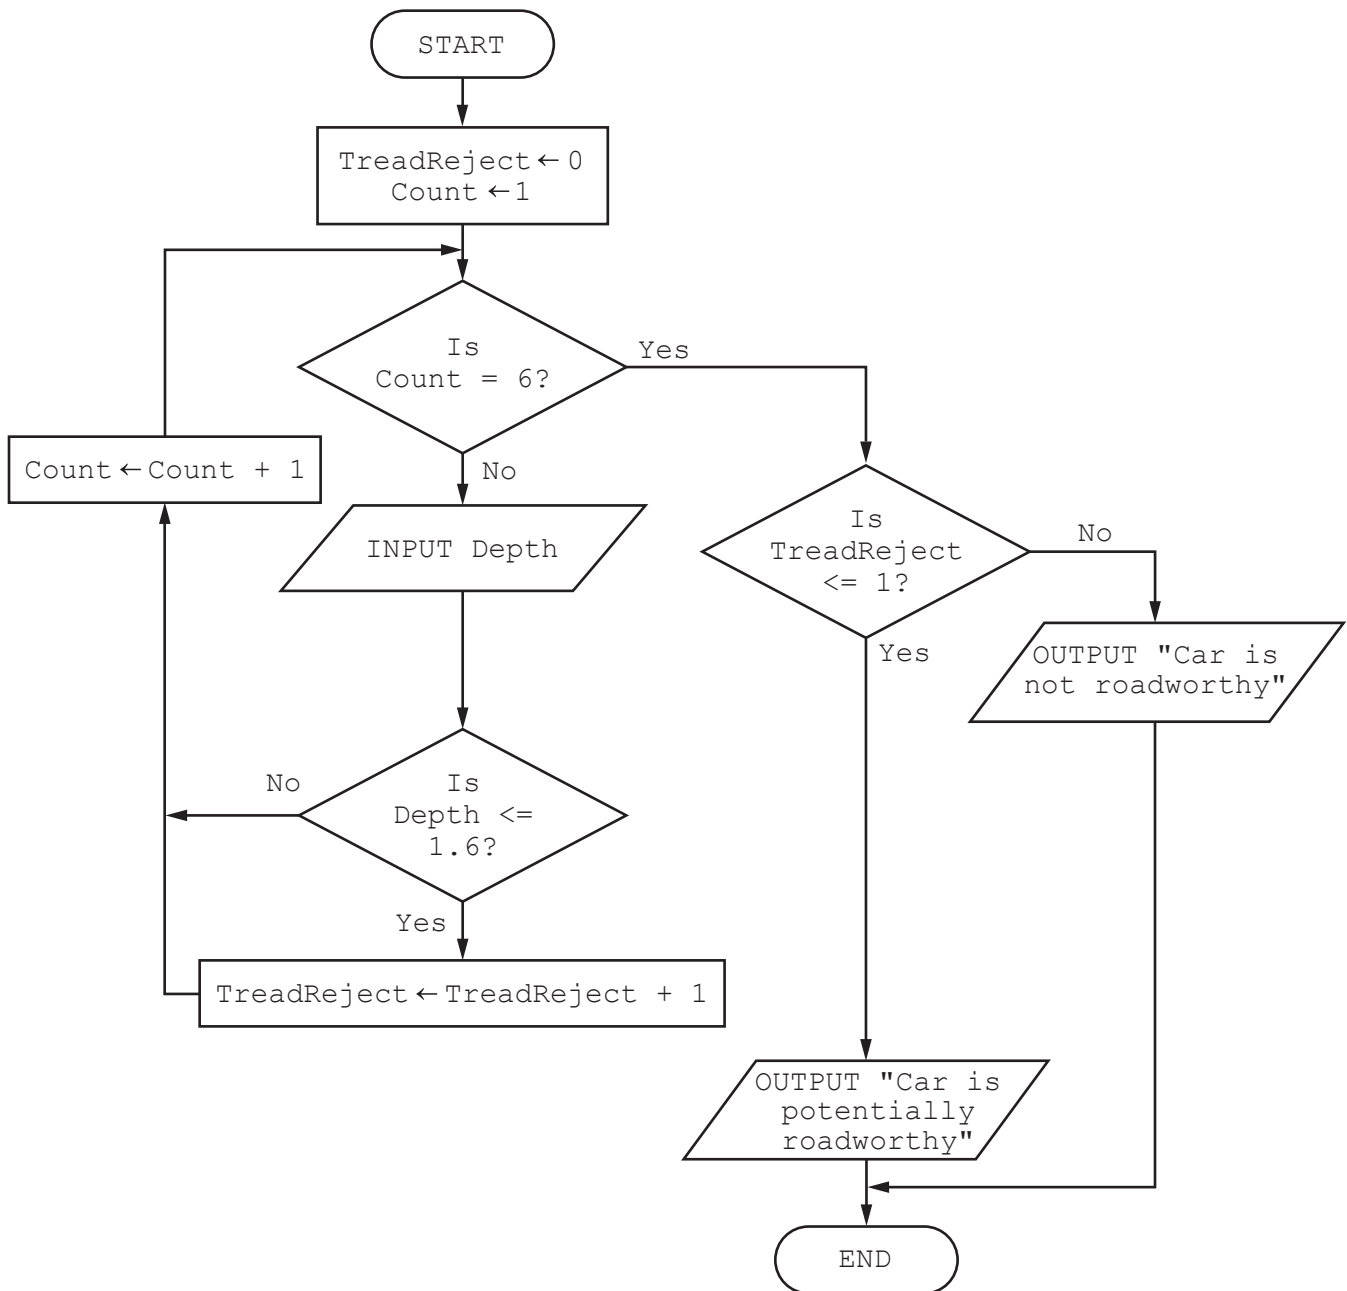 START
TreadReject ← 0
Count ← 1
Is
Count = 6?
Yes
No
Count ← Count + 1
INPUT Depth
Is
TreadReject
<= 1?
No
Yes
OUTPUT "Car is
not roadworthy"
Is
Depth <=
1.6?
No
Yes
TreadReject ← TreadReject + 1
OUTPUT "Car is
potentially
roadworthy"
END